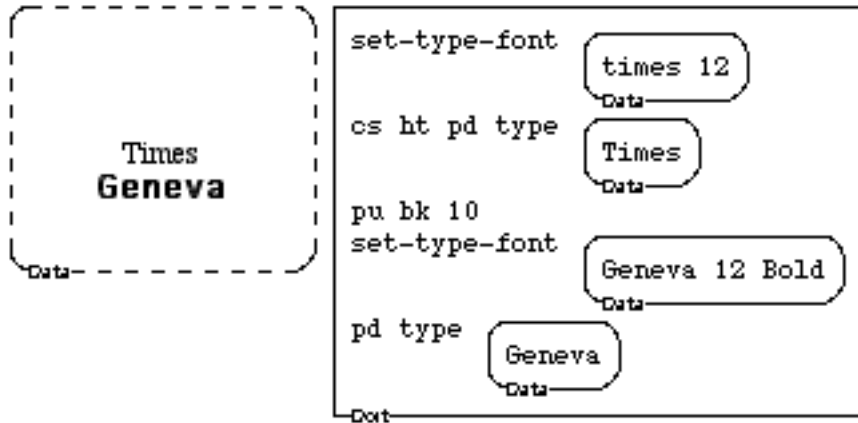 Times
Geneva
Data
set-type-font
times 12
Data
cs ht pd type
Times
Data
pu bk 10
set-type-font
Geneva 12 Bold
Data
pd type
Geneva
Data
Doit